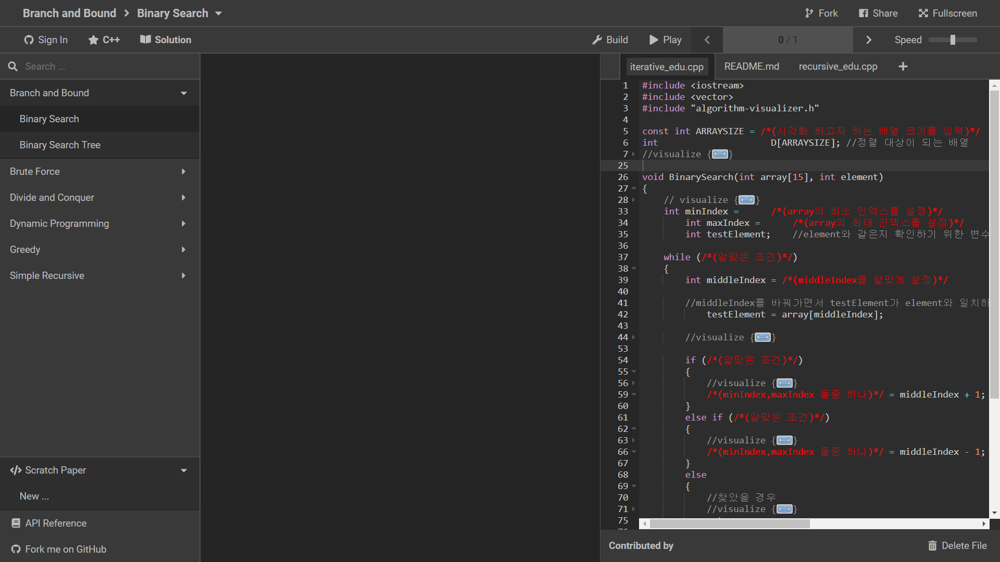 Branch and Bound > Binary Search
Fork Share Fullscreen
Sign In C++ Solution
Build Play 0 / 1 Speed
Search ...
Branch and Bound
Binary Search
Binary Search Tree
Brute Force
Divide and Conquer
Dynamic Programming
Greedy
Simple Recursive
Scratch Paper
New ...
API Reference
Fork me on GitHub
iterative_edu.cpp README.md recursive_edu.cpp +
1 #include <iostream>
2 #include <vector>
3 #include "algorithm-visualizer.h"
4
5 const int ARRAYSIZE = /*(시각화 하고자 하는 배열 크기를 입력)*/
6 int D[ARRAYSIZE]; //정렬 대상이 되는 배열
7 //visualize {}
25
26 void BinarySearch(int array[15], int element)
27 {
28 // visualize {}
33 int minIndex = /*(array의 최소 인덱스를 설정)*/
34 int maxIndex = /*(array의 최대 인덱스를 설정)*/
35 int testElement; //element와 같은지 확인하기 위한 변수
36
37 while (/*(알맞은 조건)*/)
38 {
39 int middleIndex = /*(middleIndex를 알맞게 설정)*/
40
41 //middleIndex를 바꿔가면서 testElement가 element와 일치하
42 testElement = array[middleIndex];
43
44 //visualize {}
53
54 if (/*(알맞은 조건)*/)
55 {
56 //visualize {}
59 /*(minIndex,maxIndex 둘중 하나)*/ = middleIndex + 1;
60 }
61 else if (/*(알맞은 조건)*/)
62 {
63 //visualize {}
66 /*(minIndex,maxIndex 둘중 하나)*/ = middleIndex - 1;
67 }
68 else
69 {
70 //찾았을 경우
71 //visualize {}
75
Contributed by
Delete File